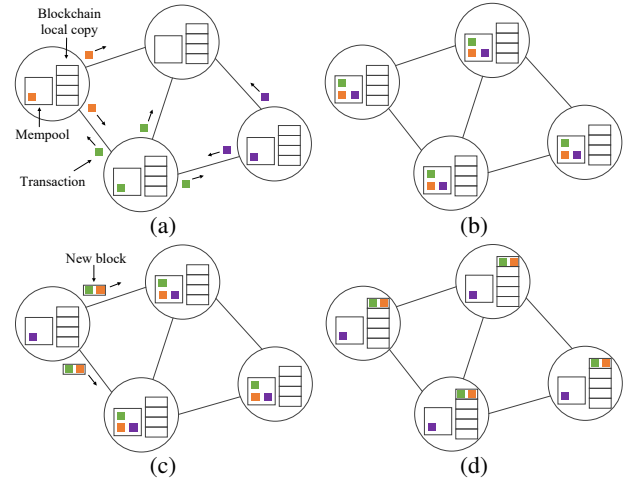 Blockchain
local copy
Mempool
Transaction
(a)
(b)
New block
(c)
(d)